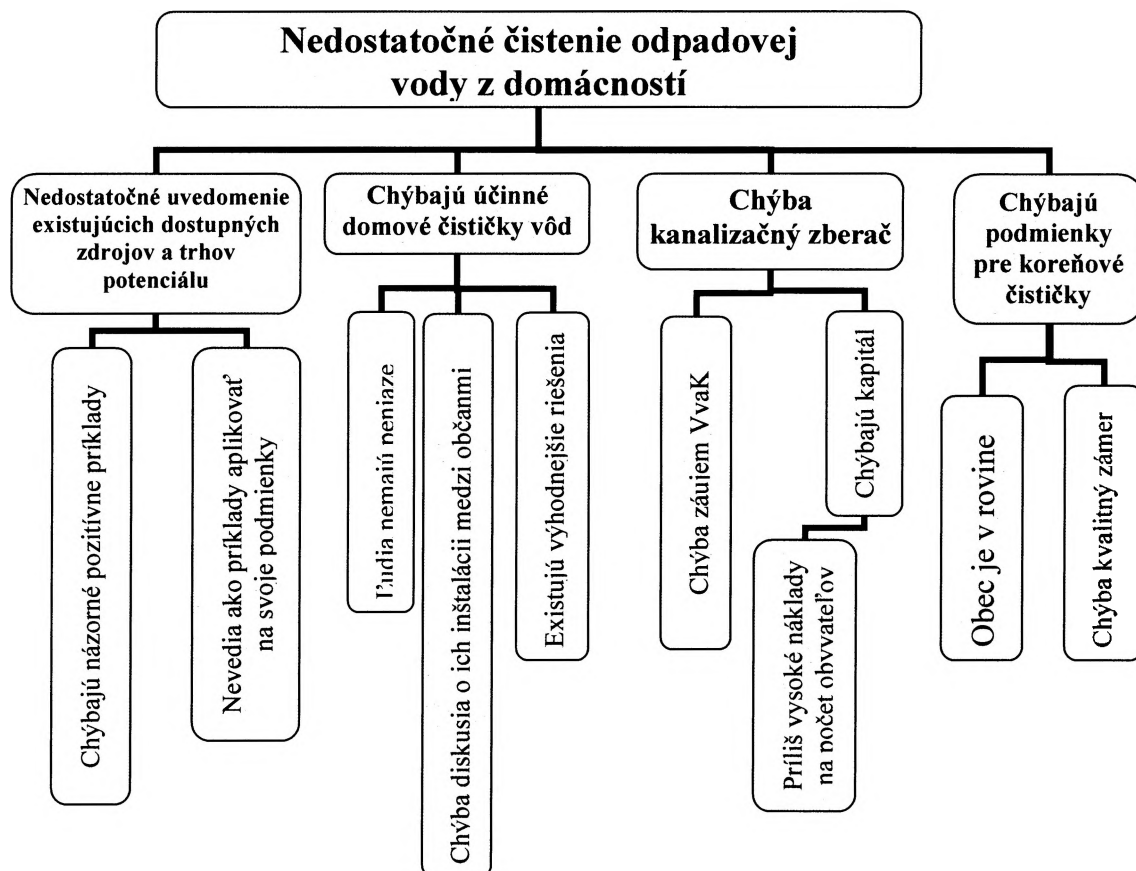 Nedostatočné čistenie odpadovej
vody z domácností
Nedostatočné uvedomenie
existujúcich dostupných
zdrojov a trhov
potenciálu
Chýbajú názorné pozitívne príklady
Nevedia ako príklady aplikovať
na svoje podmienky
Chýbajú účinné
domové čističky vôd
Ľudia nemajú peniaze
Chýba diskusia o ich inštalácii medzi občanmi
Existujú výhodnejšie riešenia
Chýba
kanalizačný zberač
Chýba záujem VvaK
Chýbajú kapitál
Príliš vysoké náklady
na počet obyvateľov
Chýbajú
podmienky
pre koreňové
čističky
Obec je v rovine
Chýba kvalitný zámer